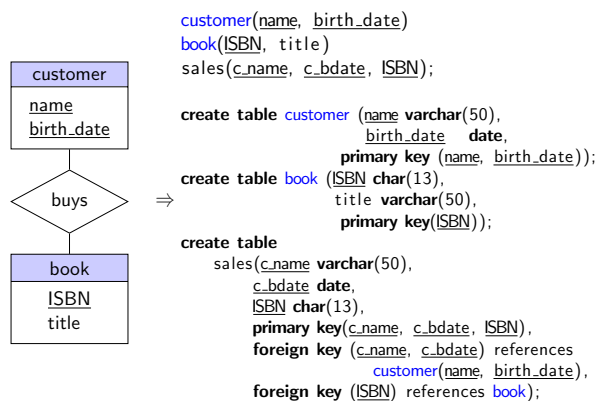 customer
name
birth_date
buys
book
ISBN
title
⇒
customer(name, birth_date)
book(ISBN, title)
sales(c_name, c_bdate, ISBN);
create table customer (name varchar(50),
birth_date date,
primary key (name, birth_date));
create table book (ISBN char(13),
title varchar(50),
primary key(ISBN));
create table
sales(c_name varchar(50),
c_bdate date,
ISBN char(13),
primary key(c_name, c_bdate, ISBN),
foreign key (c_name, c_bdate) references
customer(name, birth_date),
foreign key (ISBN) references book);